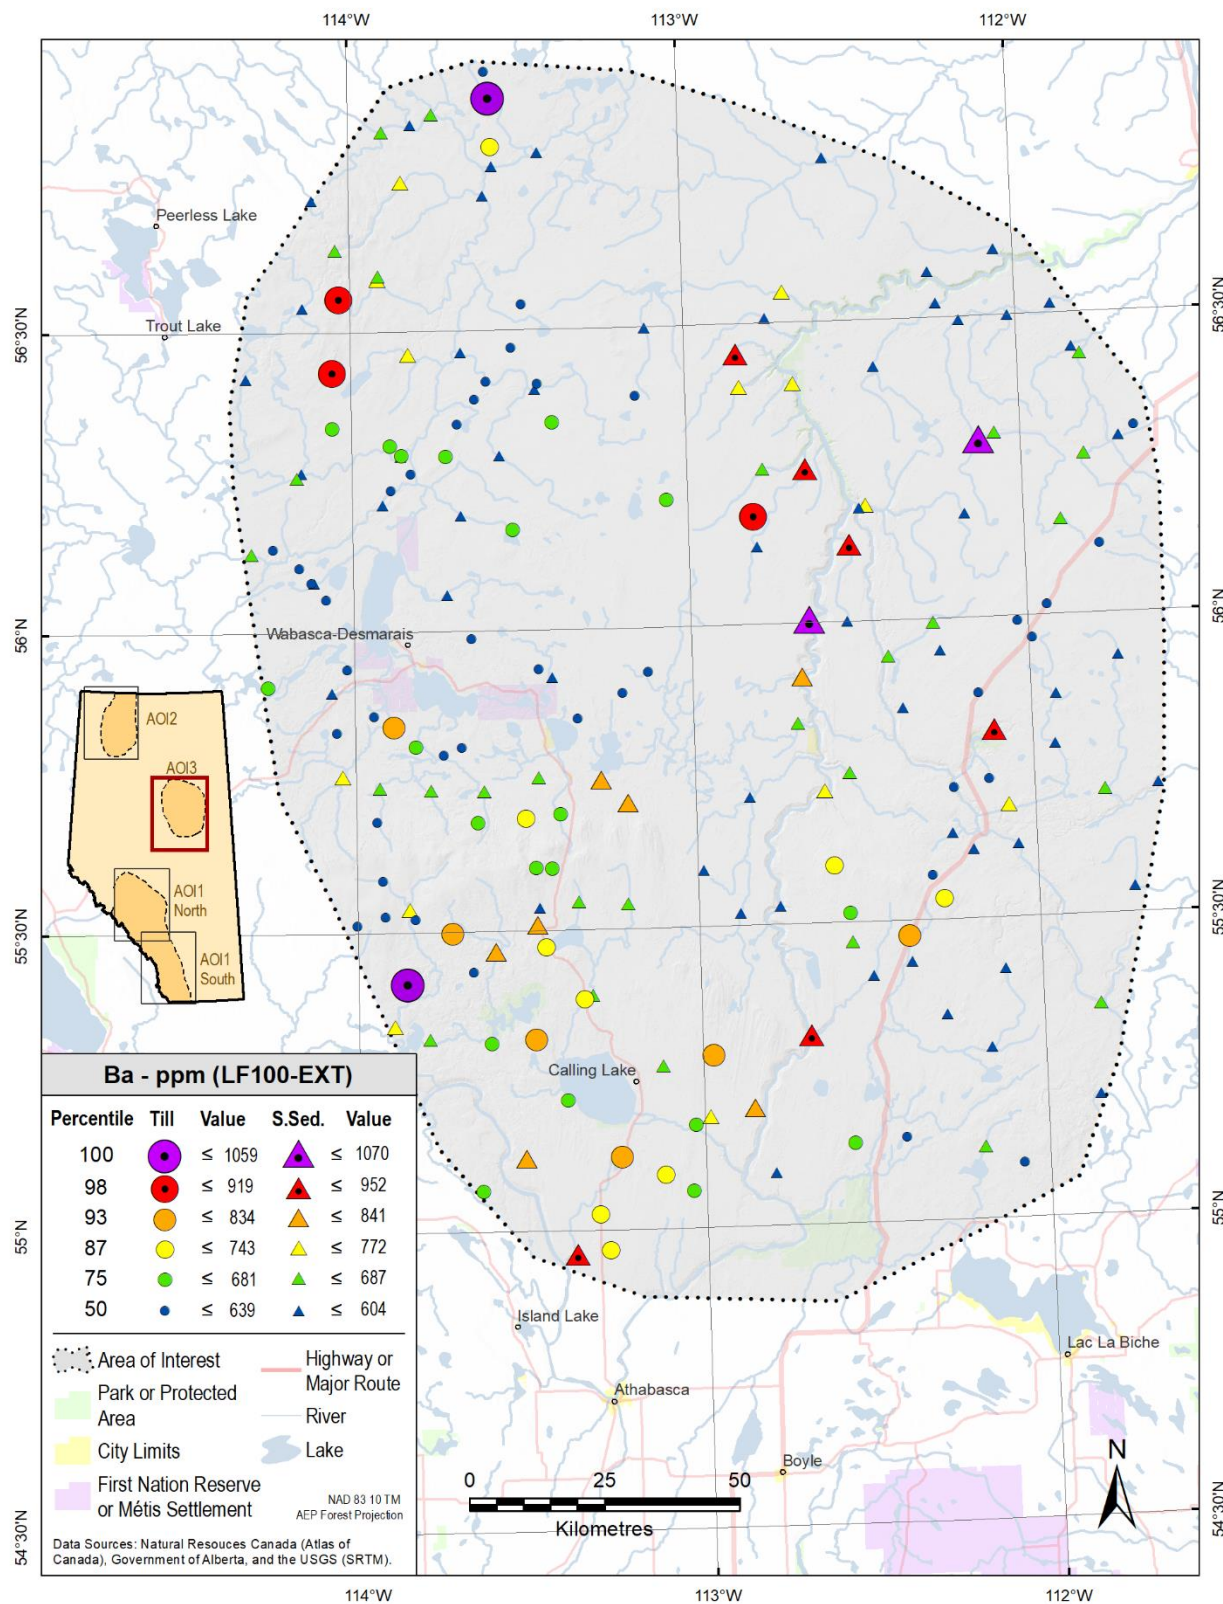 114°W 113°W 112°W
Peerless Lake
Trout Lake
56°30'N 56°30'N
Wabasca-Desmarais
56°N 56°N
AOI2
AOI3
AOI1
North
AOI1
South
55°30'N 55°30'N
Calling Lake
55°N 55°N
Island Lake
Lac La Biche
Athabasca
Boyle
54°30'N 54°30'N
Ba - ppm (LF100-EXT)
Percentile Till Value S.Sed. Value
100 ≤ 1059 ≤ 1070
98 ≤ 919 ≤ 952
93 ≤ 834 ≤ 841
87 ≤ 743 ≤ 772
75 ≤ 681 ≤ 687
50 ≤ 639 ≤ 604
Area of Interest
Park or Protected
Area
City Limits
First Nation Reserve
or Métis Settlement
Highway or
Major Route
River
Lake
NAD 83 10 TM
AEP Forest Projection
Data Sources: Natural Resouces Canada (Atlas of
Canada), Government of Alberta, and the USGS (SRTM).
0 25 50
Kilometres
N
114°W 113°W 112°W